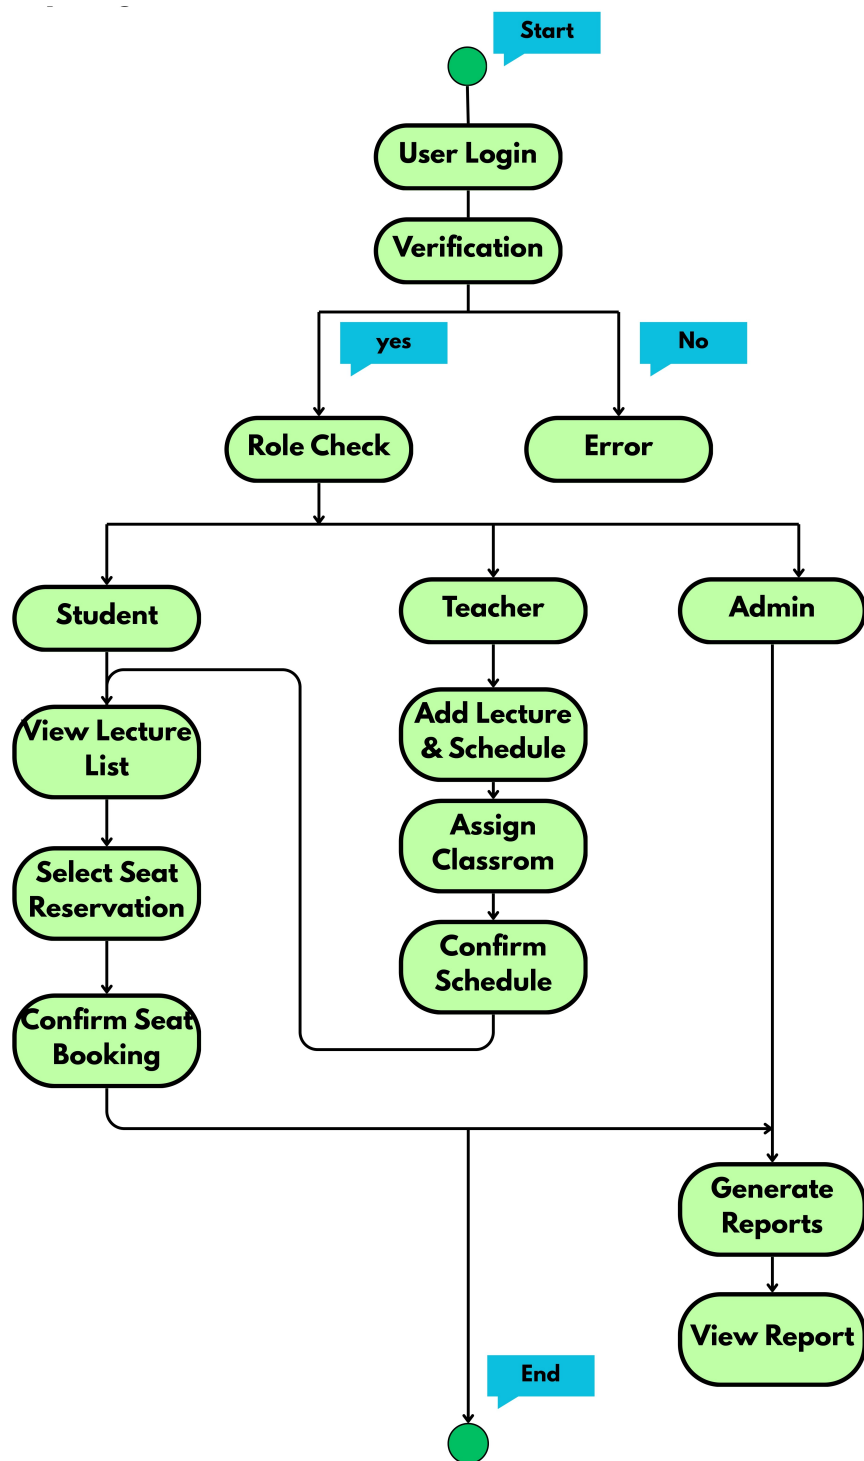 Start
User Login
Verification
yes
No
Role Check
Error
Student
Teacher
Admin
View Lecture
List
Add Lecture
& Schedule
Assign
Classrom
Select Seat
Reservation
Confirm
Schedule
Confirm Seat
Booking
Generate
Reports
View Report
End